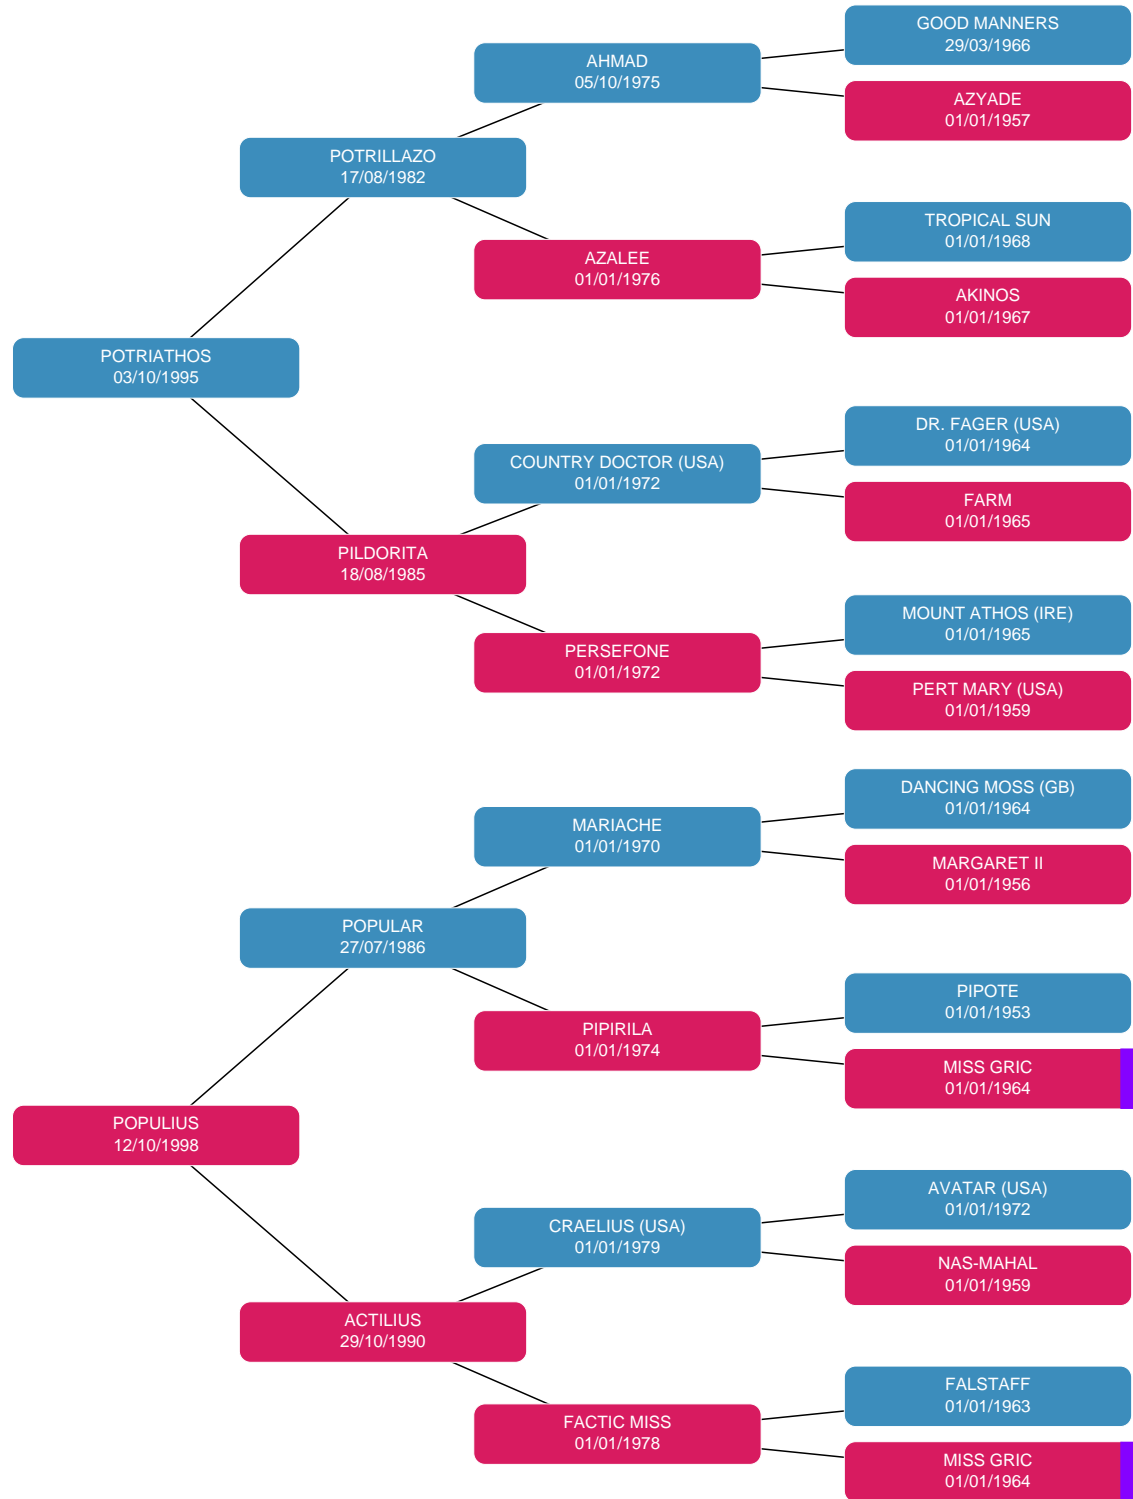 GOOD MANNERS
29/03/1966
AHMAD
05/10/1975
AZYADE
01/01/1957
POTRILLAZO
17/08/1982
TROPICAL SUN
01/01/1968
AZALEE
01/01/1976
AKINOS
01/01/1967
POTRIATHOS
03/10/1995
DR. FAGER (USA)
01/01/1964
COUNTRY DOCTOR (USA)
01/01/1972
FARM
01/01/1965
PILDORITA
18/08/1985
MOUNT ATHOS (IRE)
01/01/1965
PERSEFONE
01/01/1972
PERT MARY (USA)
01/01/1959
DANCING MOSS (GB)
01/01/1964
MARIACHE
01/01/1970
MARGARET II
01/01/1956
POPULAR
27/07/1986
PIPOTE
01/01/1953
PIPIRILA
01/01/1974
MISS GRIC
01/01/1964
POPULIUS
12/10/1998
AVATAR (USA)
01/01/1972
CRAELIUS (USA)
01/01/1979
NAS-MAHAL
01/01/1959
ACTILIUS
29/10/1990
FALSTAFF
01/01/1963
FACTIC MISS
01/01/1978
MISS GRIC
01/01/1964